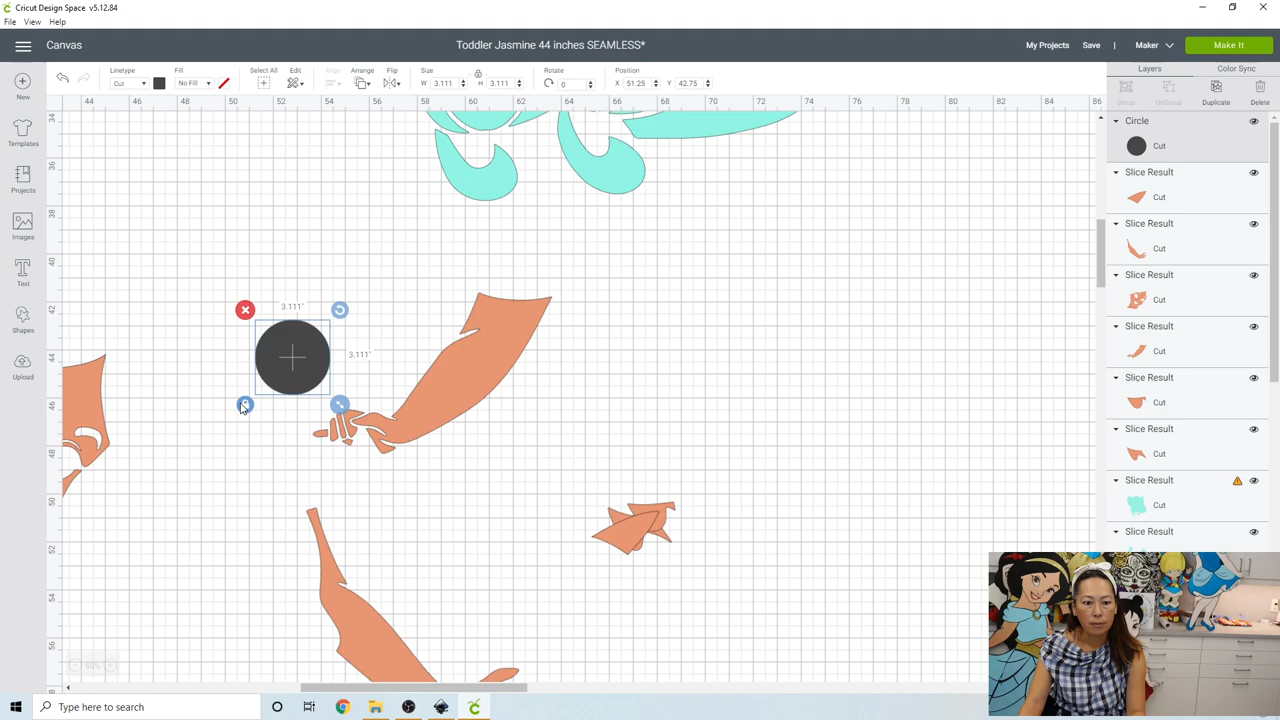 Cricut Design Space v5.12.84
File View Help
Canvas
Toddler Jasmine 44 inches SEAMLESS*
My Projects Save | Maker Make It
Linetype Fill Select All Edit Align Arrange Flip Size Rotate Position
Cut No Fill W 3.111 H 3.111 0 X 51.25 Y 42.75
Layers Color Sync
Group UnGroup Duplicate Delete
44 46 48 50 52 54 56 58 60 62 64 66 68 70 72 74 76 78 80 82 84 86
34
36
38
40
42
44
46
48
50
52
54
56
New
Templates
Projects
Images
Text
Shapes
Upload
3.111"
3.111"
50%
Circle
Cut
Slice Result
Cut
Slice Result
Cut
Slice Result
Cut
Slice Result
Cut
Slice Result
Cut
Slice Result
Cut
Slice Result
Cut
Slice Result
Type here to search